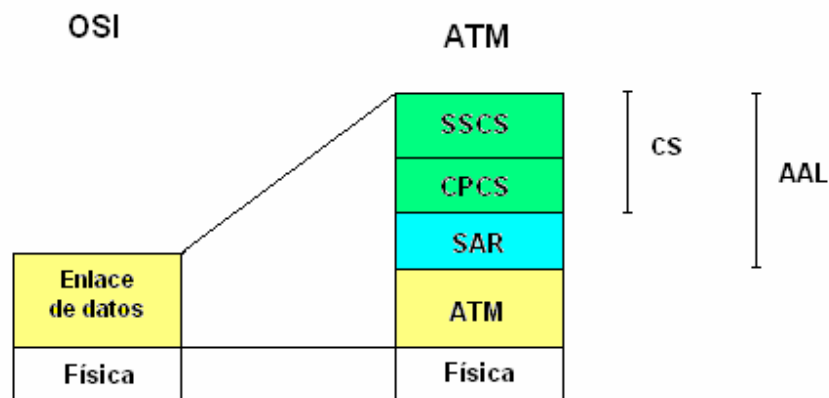 OSI
ATM
SSCS
CPCS
CS
AAL
SAR
Enlace
de datos
ATM
Física
Física